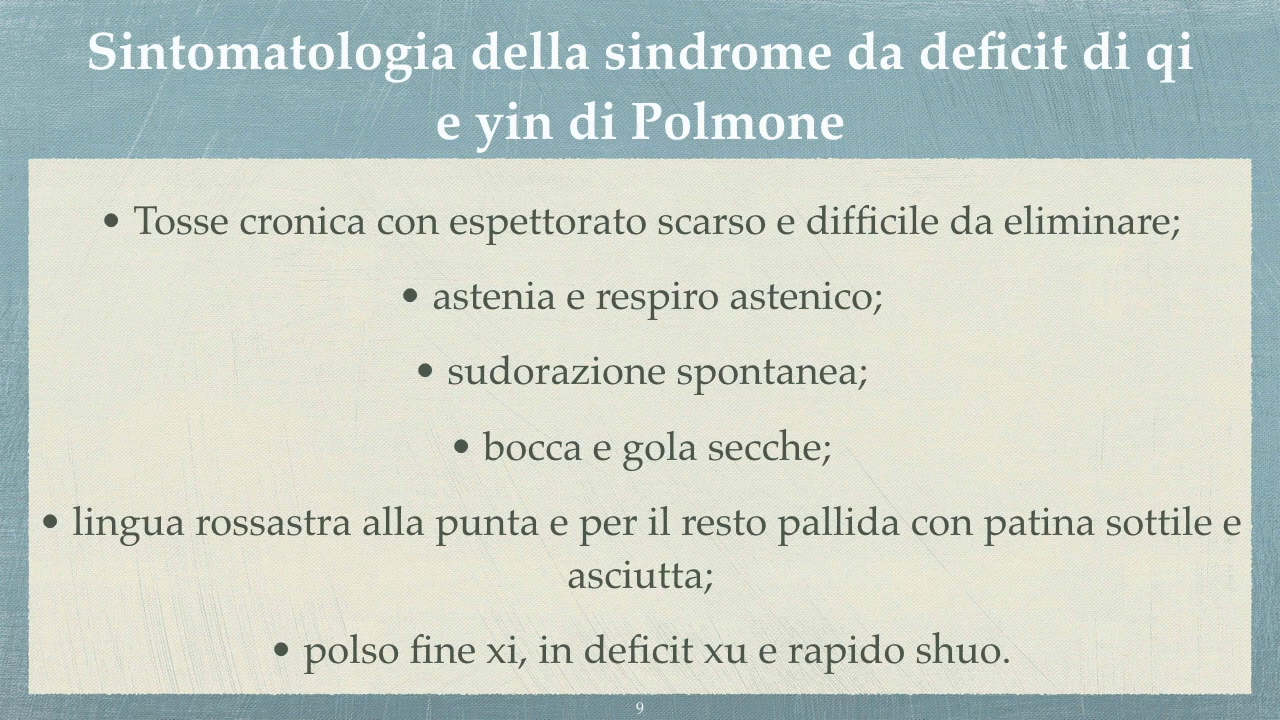 Sintomatologia della sindrome da deficit di qi
e yin di Polmone
• Tosse cronica con espettorato scarso e difficile da eliminare;
• astenia e respiro astenico;
• sudorazione spontanea;
• bocca e gola secche;
• lingua rossastra alla punta e per il resto pallida con patina sottile e
asciutta;
• polso fine xi, in deficit xu e rapido shuo.
9